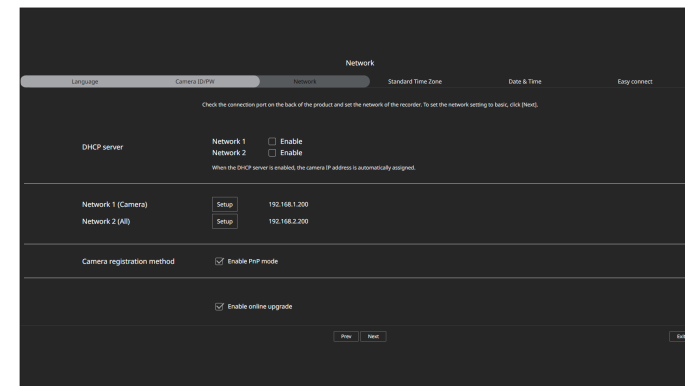 Network
Language Camera ID/PW Network Standard Time Zone Date & Time Easy connect
Check the connection port on the back of the product and set the network of the recorder. To set the network setting to basic, click [Next].
DHCP server
Network 1 Enable
Network 2 Enable
When the DHCP server is enabled, the camera IP address is automatically assigned.
Network 1 (Camera) Setup 192.168.1.200
Network 2 (All) Setup 192.168.2.200
Camera registration method Enable PnP mode
Enable online upgrade
Prev Next Exit